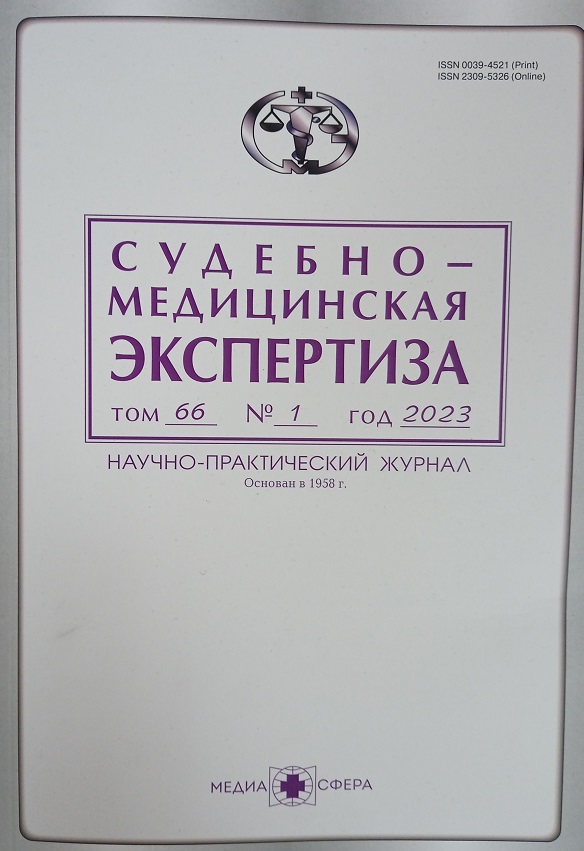 ISSN 0039-4521 (Print)
ISSN 2309-5326 (Online)
С М Э
СУДЕБНО –
МЕДИЦИНСКАЯ
ЭКСПЕРТИЗА
том 66 № 1 год 2023
НАУЧНО-ПРАКТИЧЕСКИЙ ЖУРНАЛ
Основан в 1958 г.
МЕДИА СФЕРА